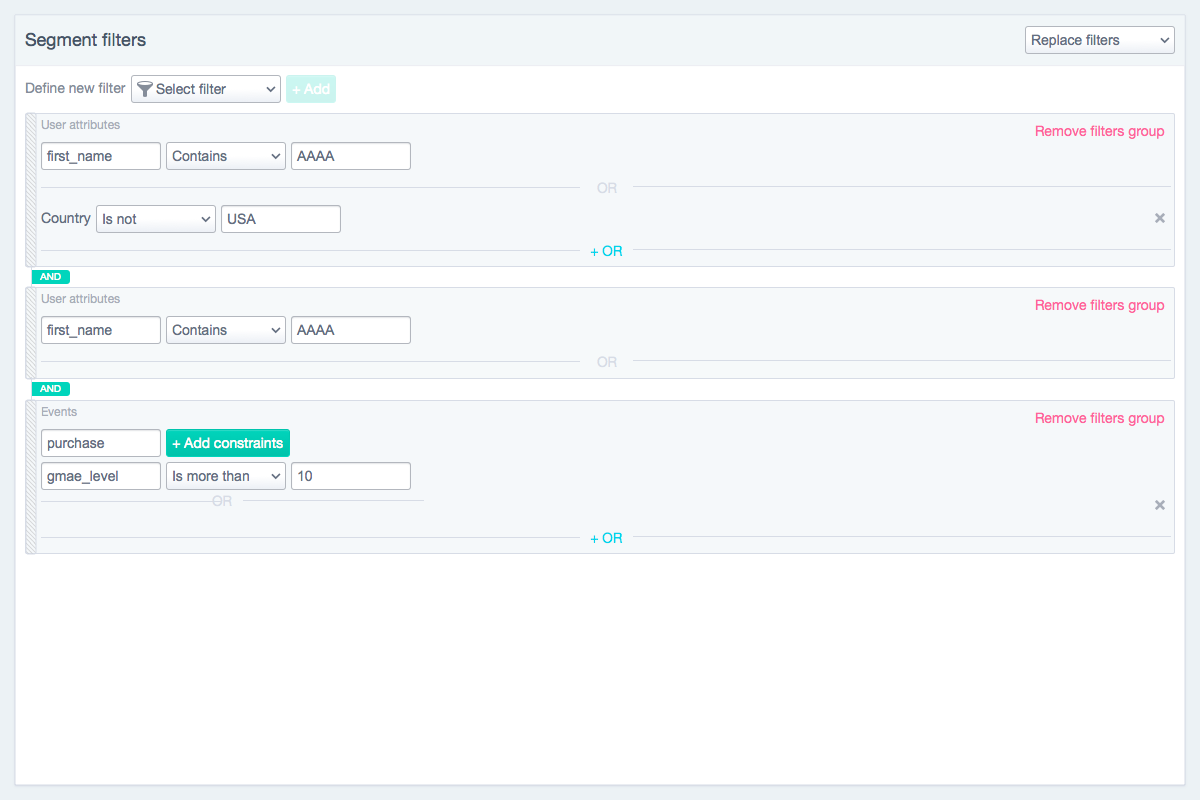 Segment filters Replace filters
Define new filter Select filter + Add
User attributes Remove filters group
first_name Contains AAAA
OR
Country Is not USA
+ OR
AND
User attributes Remove filters group
first_name Contains AAAA
OR
AND
Events Remove filters group
purchase + Add constraints
gmae_level Is more than 10
OR
+ OR